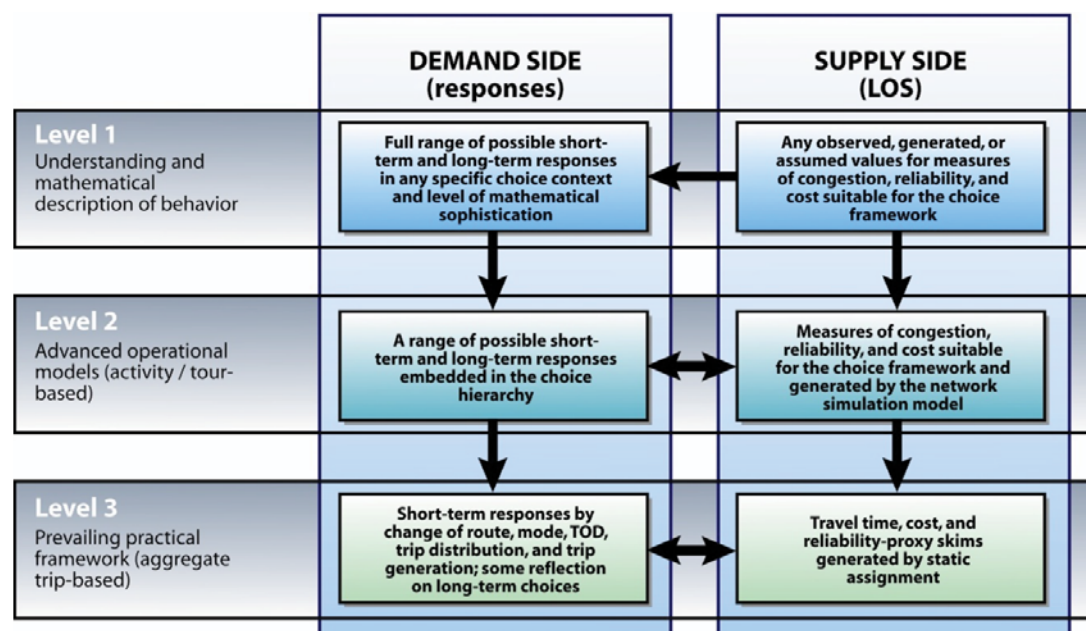 DEMAND SIDE
(responses)
SUPPLY SIDE
(LOS)
Level 1
Understanding and
mathematical
description of behavior
Full range of possible short-
term and long-term responses
in any specific choice context
and level of mathematical
sophistication
Any observed, generated, or
assumed values for measures
of congestion, reliability, and
cost suitable for the choice
framework
Level 2
Advanced operational
models (activity / tour-
based)
A range of possible short-
term and long-term responses
embedded in the choice
hierarchy
Measures of congestion,
reliability, and cost suitable
for the choice framework and
generated by the network
simulation model
Level 3
Prevailing practical
framework (aggregate
trip-based)
Short-term responses by
change of route, mode, TOD,
trip distribution, and trip
generation; some reflection
on long-term choices
Travel time, cost, and
reliability-proxy skims
generated by static
assignment